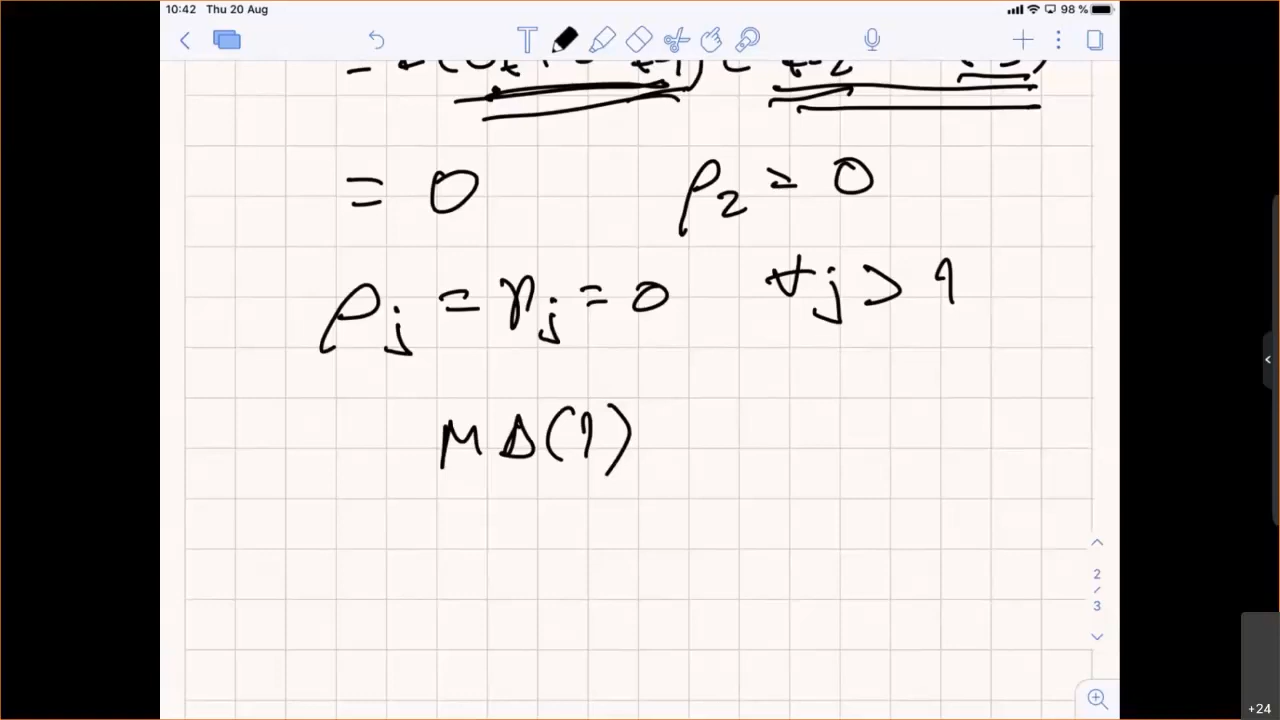 10:42 Thu 20 Aug 98 %
T
= 0 ρ₂ = 0
ρⱼ = γⱼ = 0 ∀j > 1
MA(1)
2
3
+24